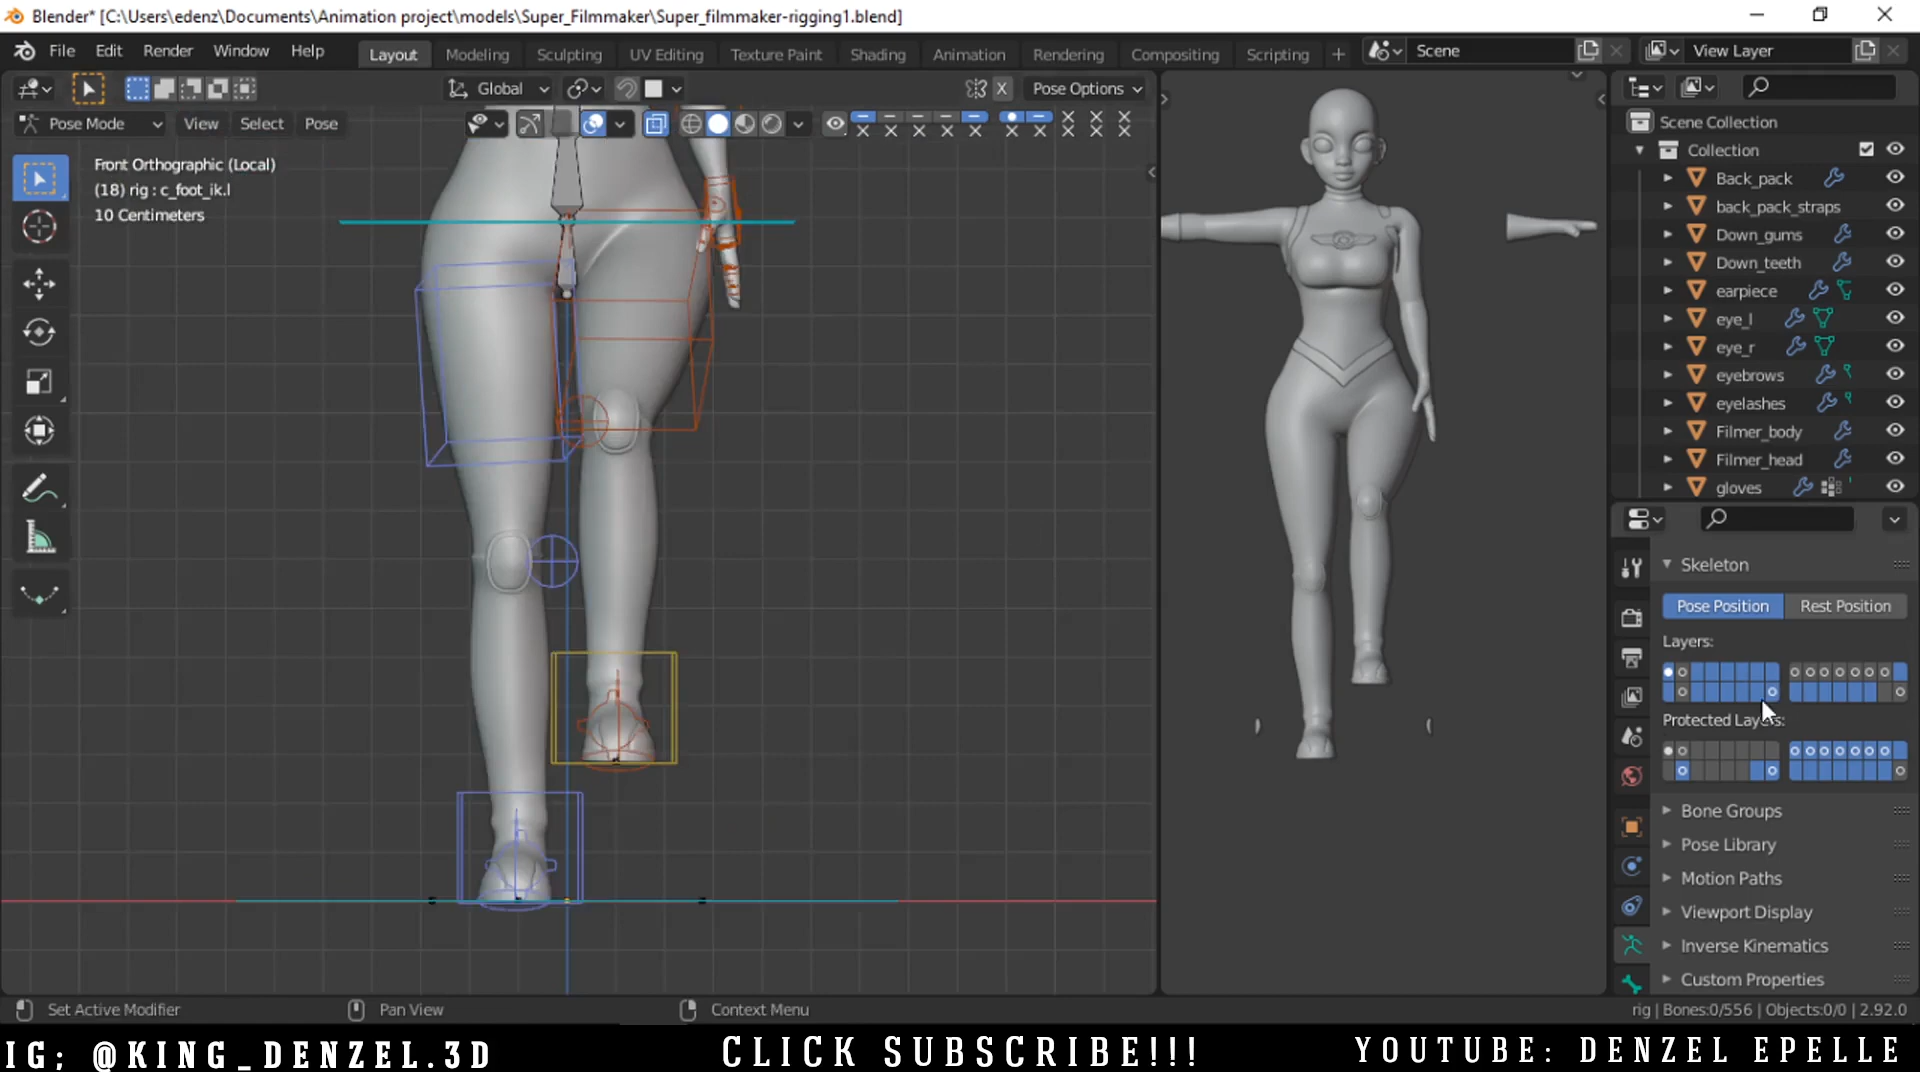 Blender* [C:\Users\edenz\Documents\Animation project\models\Super_Filmmaker\Super_filmmaker-rigging1.blend]
File Edit Render Window Help Layout Modeling Sculpting UV Editing Texture Paint Shading Animation Rendering Compositing Scripting + Scene View Layer
Global X Pose Options
Pose Mode View Select Pose
Front Orthographic (Local)
(18) rig : c_foot_ik.l
10 Centimeters
Scene Collection
Collection
Back_pack
back_pack_straps
Down_gums
Down_teeth
earpiece
eye_l
eye_r
eyebrows
eyelashes
Filmer_body
Filmer_head
gloves
Skeleton
Pose Position Rest Position
Layers:
Protected Layers:
Bone Groups
Pose Library
Motion Paths
Viewport Display
Inverse Kinematics
Custom Properties
Set Active Modifier Pan View Context Menu rig | Bones:0/556 | Objects:0/0 | 2.92.0
IG; @KING_DENZEL.3D CLICK SUBSCRIBE!!! YOUTUBE: DENZEL EPELLE